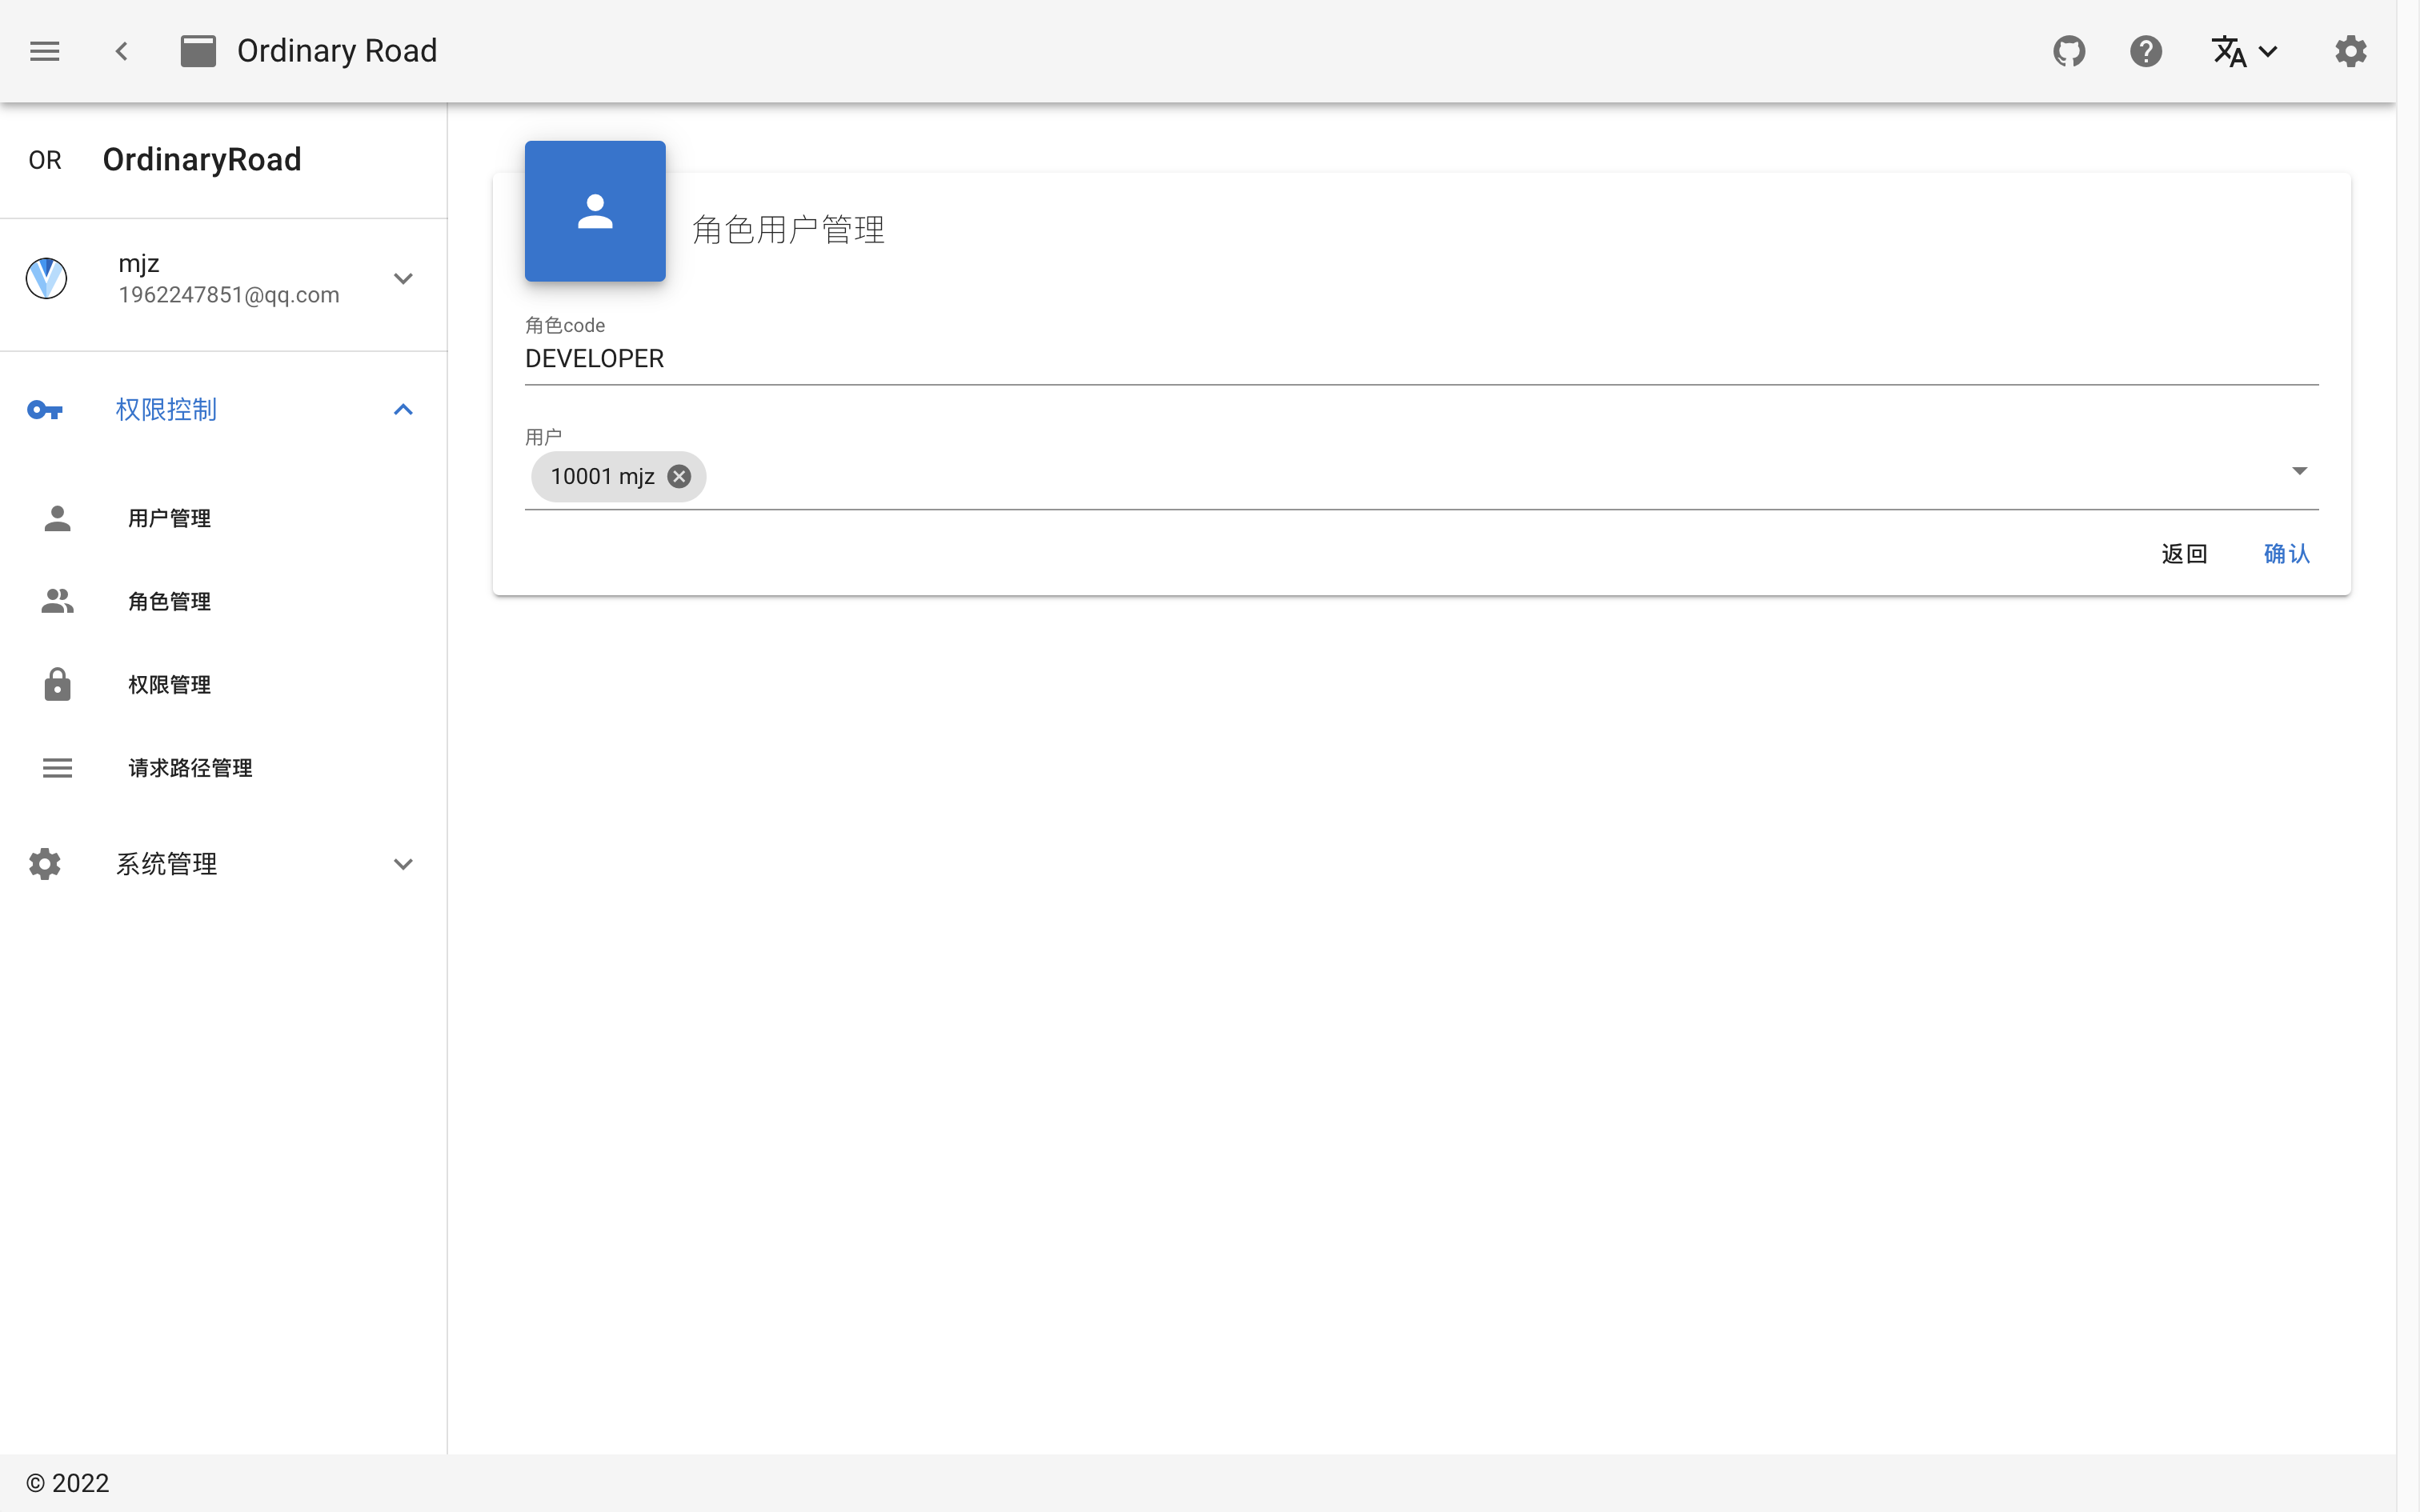 Ordinary Road
OR OrdinaryRoad
mjz
1962247851@qq.com
权限控制
用户管理
角色管理
权限管理
请求路径管理
系统管理
角色用户管理
角色code
DEVELOPER
用户
10001 mjz
返回 确认
© 2022